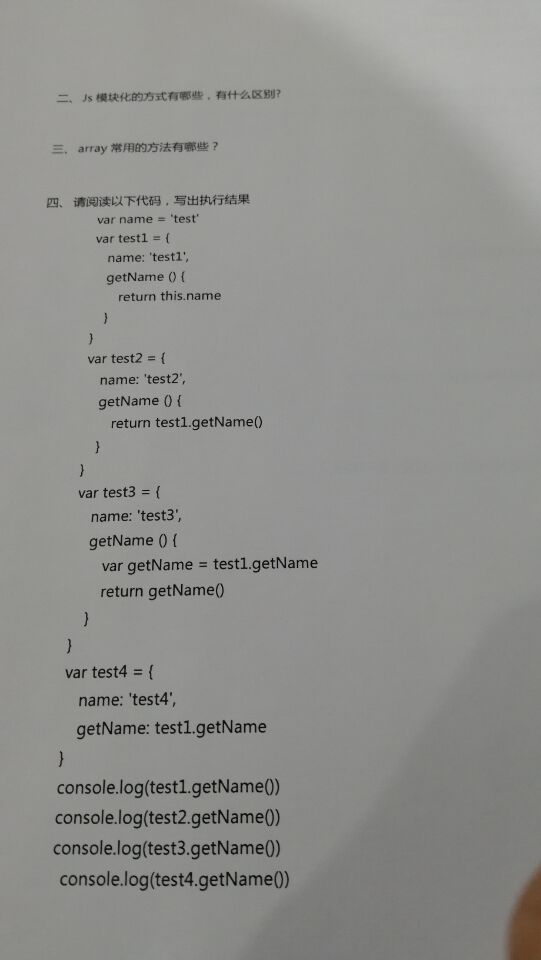 二、 Js 模块化的方式有哪些，有什么区别?
三、 array 常用的方法有哪些？
四、 请阅读以下代码，写出执行结果
var name = 'test'
var test1 = {
name: 'test1',
getName () {
return this.name
}
}
var test2 = {
name: 'test2',
getName () {
return test1.getName()
}
}
var test3 = {
name: 'test3',
getName () {
var getName = test1.getName
return getName()
}
}
var test4 = {
name: 'test4',
getName: test1.getName
}
console.log(test1.getName())
console.log(test2.getName())
console.log(test3.getName())
console.log(test4.getName())